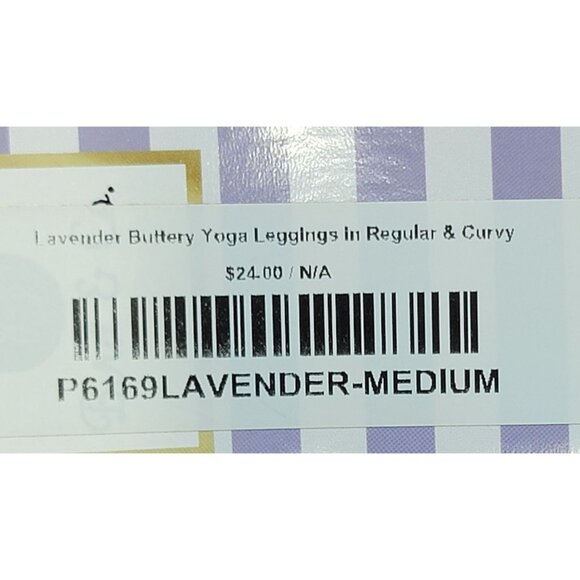 Lavender Buttery Yoga Leggings in Regular & Curvy
$24.00 / N/A
P6169LAVENDER-MEDIUM